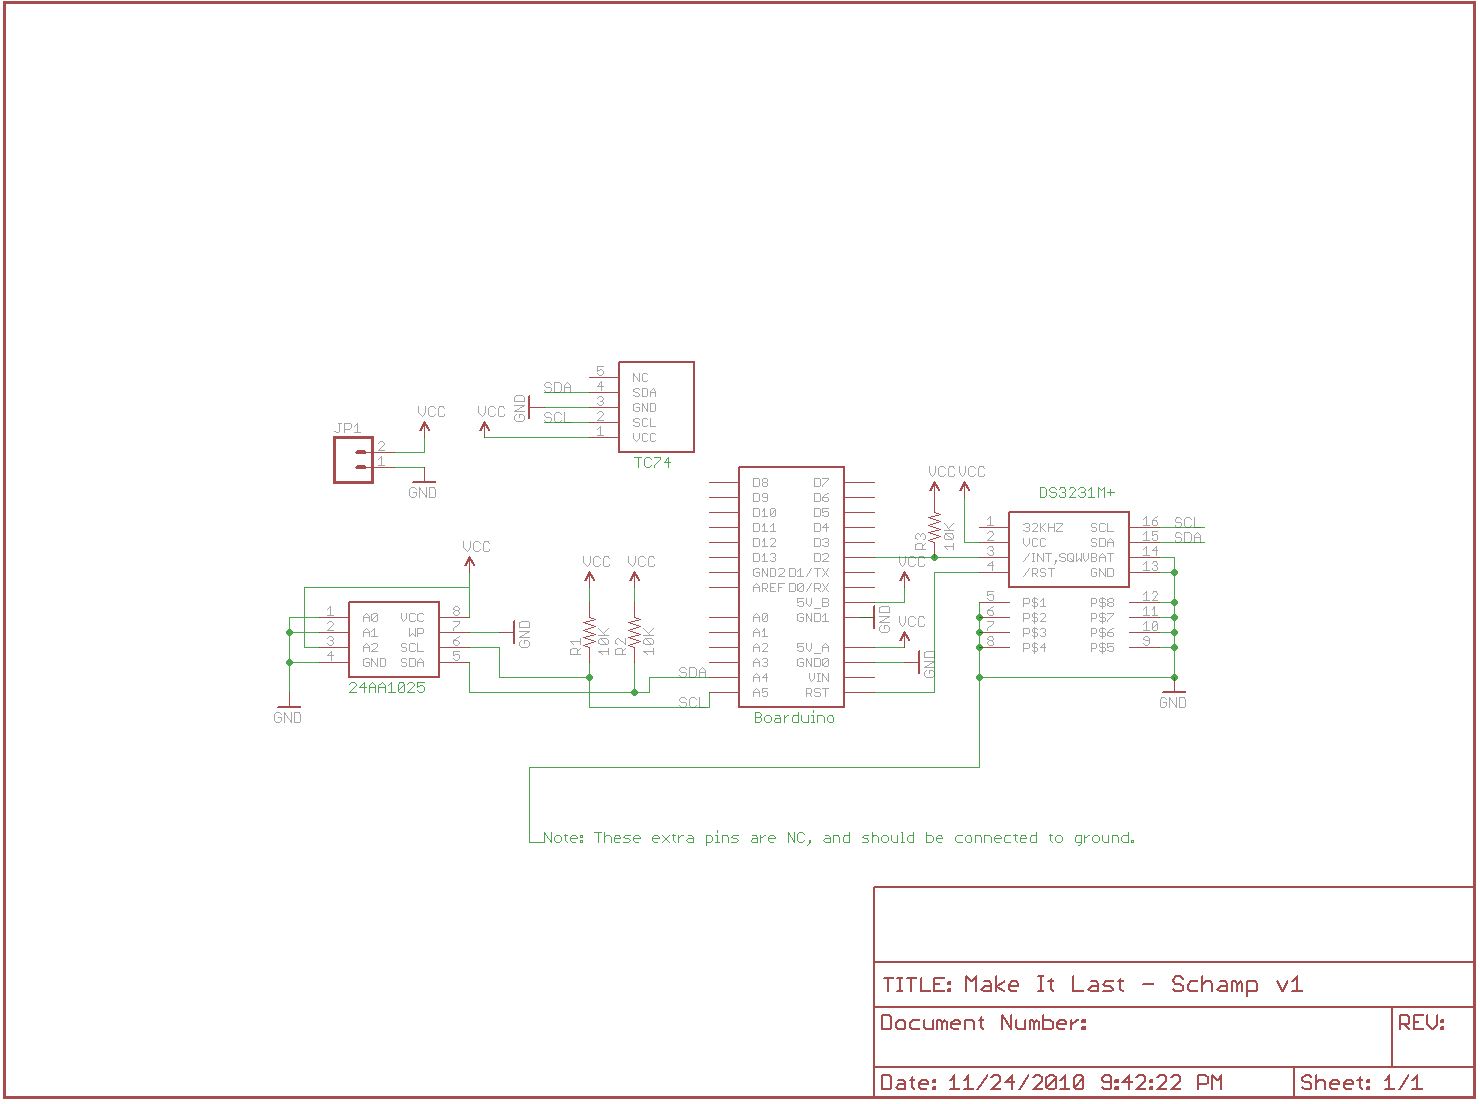 5 NC
SDA 4 SDA
GND 3 GND
SCL 2 SCL
VCC 1 VCC
TC74
JP1
VCC
2
1
GND
D8 D7
D9 D6
D10 D5
D11 D4
D12 D3
D13 D2
GND2 D1/TX
AREF D0/RX
5V_B VCC
A0 GND1 GND
A1
A2 5V_A VCC
A3 GND0 GND
SDA A4 VIN
SCL A5 RST
Boarduino
VCC VCC
R3 10K
DS3231M+
1 32KHZ SCL 16 SCL
2 VCC SDA 15 SDA
3 /INT,SQWVBAT 14
4 /RST GND 13
5 P$1 P$8 12
6 P$2 P$7 11
7 P$3 P$6 10
8 P$4 P$5 9
GND
VCC
1 A0 VCC 8
2 A1 WP 7 GND
3 A2 SCL 6
4 GND SDA 5
24AA1025
GND
VCC VCC
R1 10K R2 10K
Note: These extra pins are NC, and should be connected to ground.
TITLE: Make It Last - Schamp v1
Document Number:
REV:
Date: 11/24/2010 9:42:22 PM
Sheet: 1/1